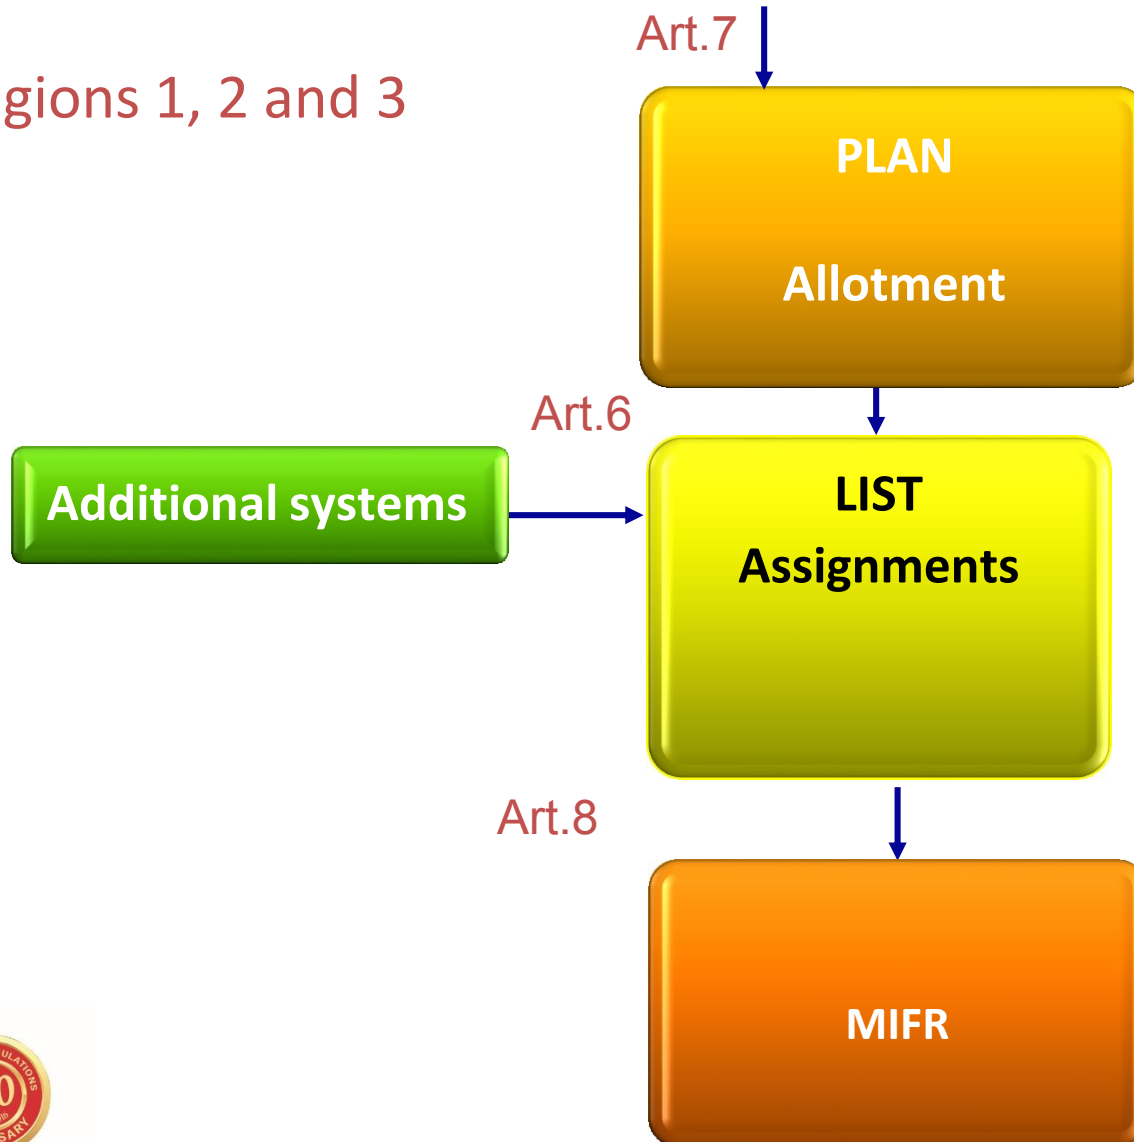 Art.7
gions 1, 2 and 3
PLAN
Allotment
Art.6
Additional systems
LIST
Assignments
Art.8
MIFR